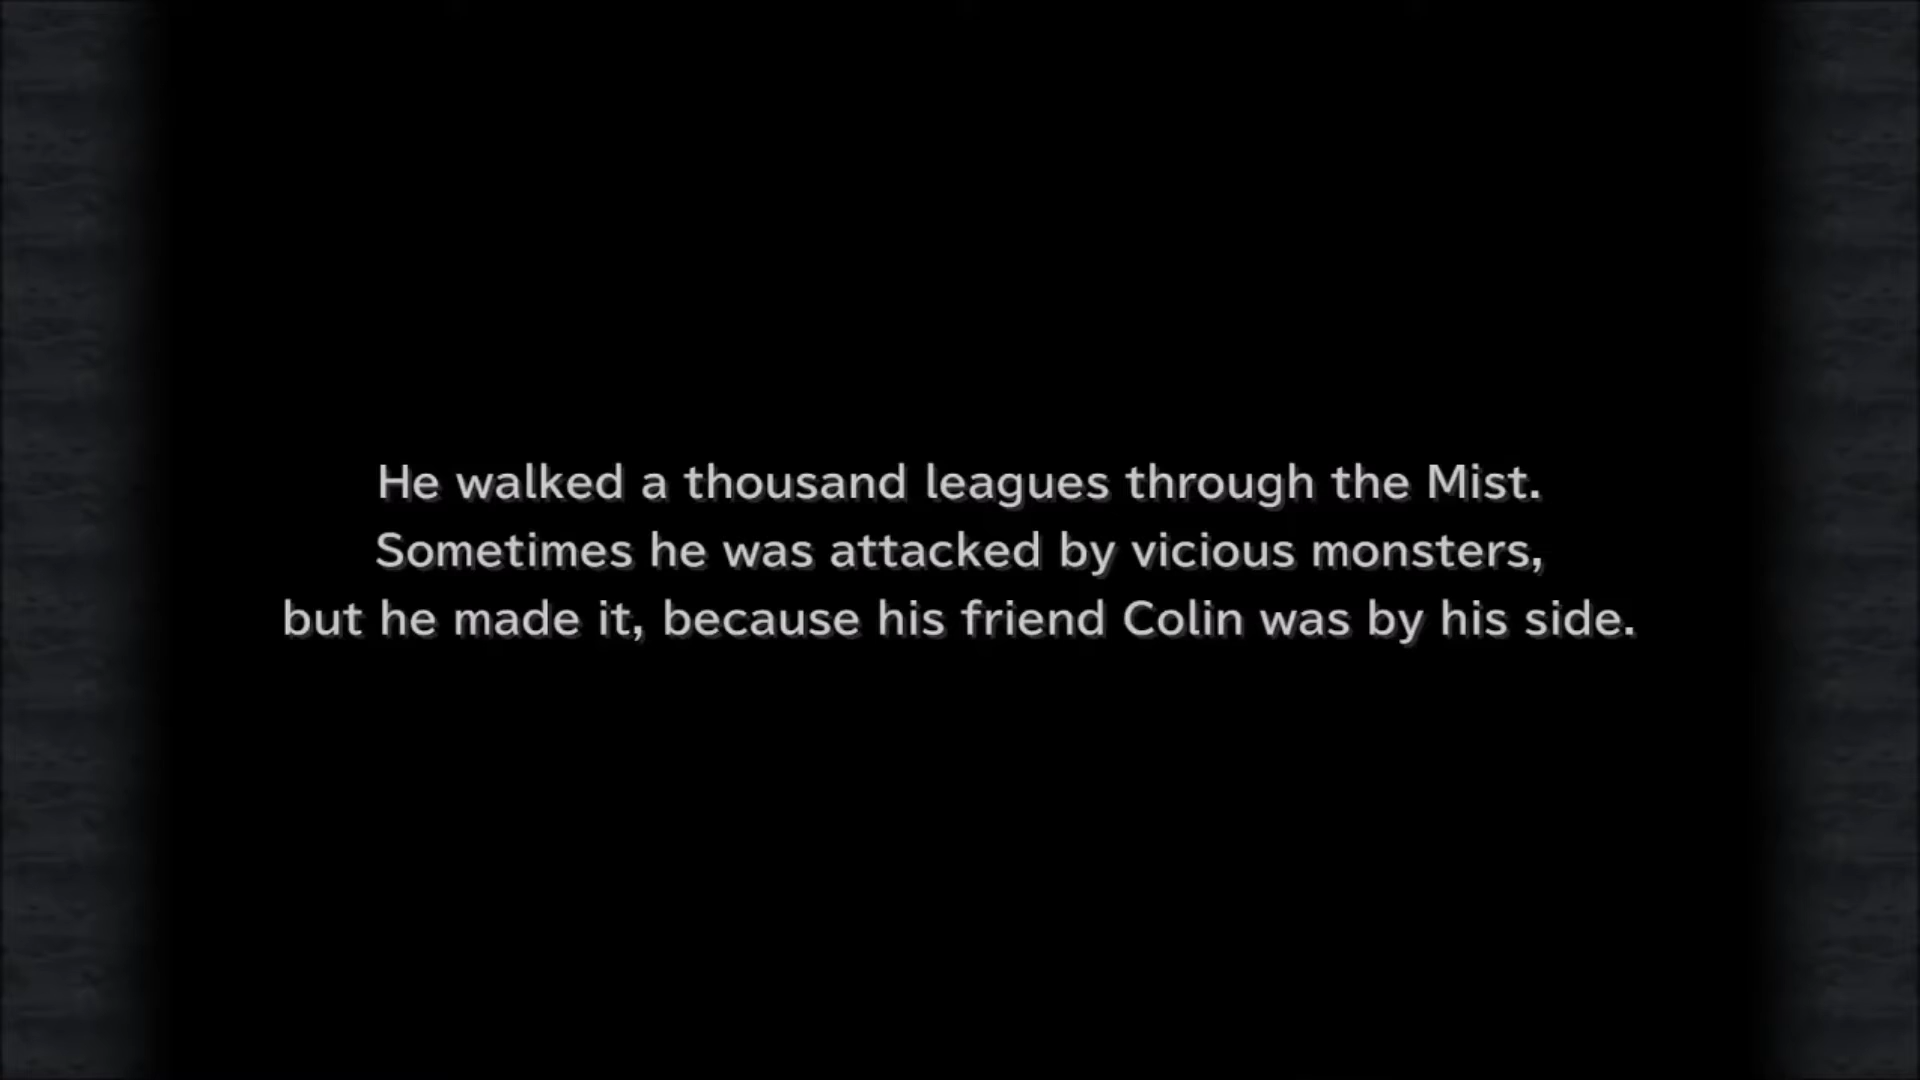 He walked a thousand leagues through the Mist.
Sometimes he was attacked by vicious monsters,
but he made it, because his friend Colin was by his side.